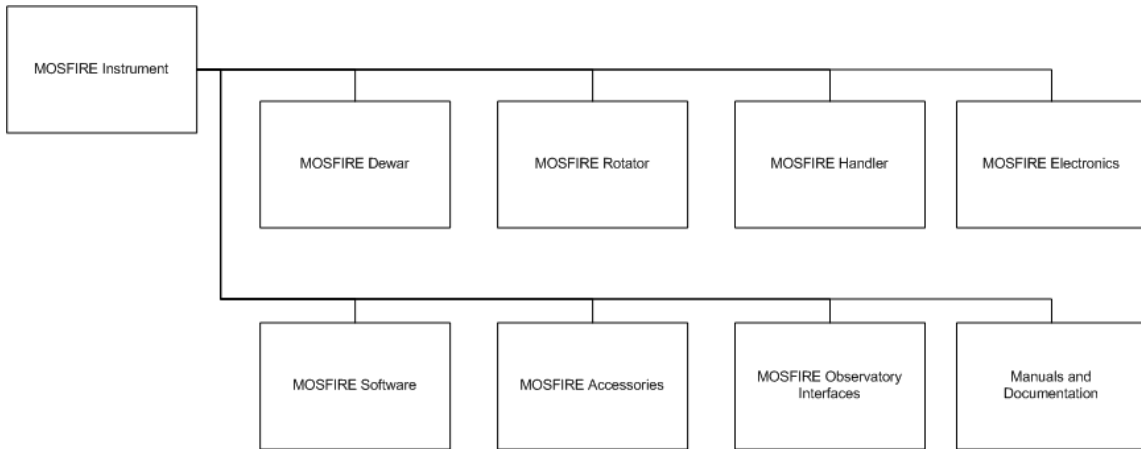 MOSFIRE Instrument
MOSFIRE Dewar
MOSFIRE Rotator
MOSFIRE Handler
MOSFIRE Electronics
MOSFIRE Software
MOSFIRE Accessories
MOSFIRE Observatory
Interfaces
Manuals and
Documentation